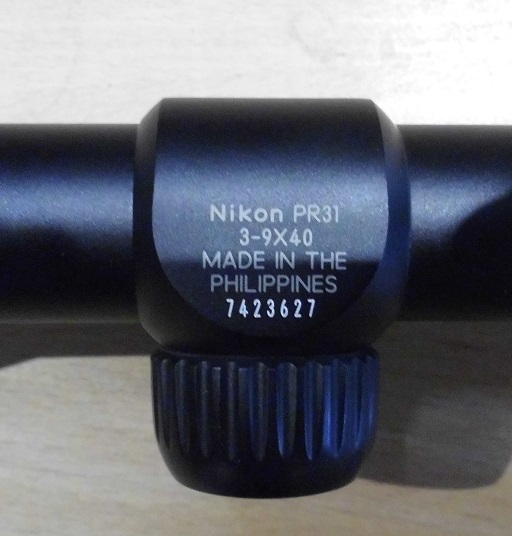 Nikon PR31
3-9X40
MADE IN THE
PHILIPPINES
7423627